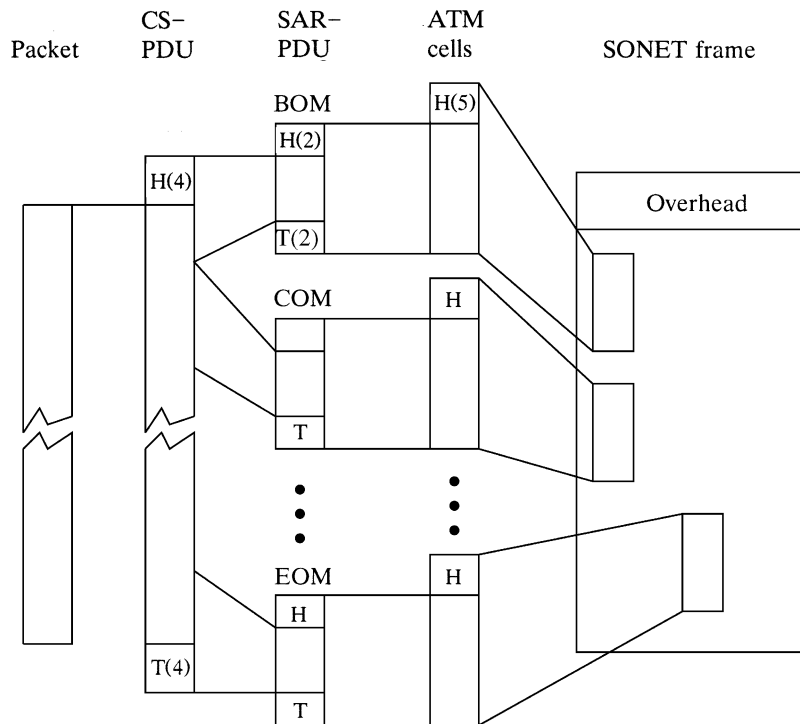 Packet
CS–
PDU
SAR–
PDU
ATM
cells
SONET frame
BOM
H(5)
H(2)
H(4)
T(2)
Overhead
COM
H
T
EOM
H
H
T(4)
T